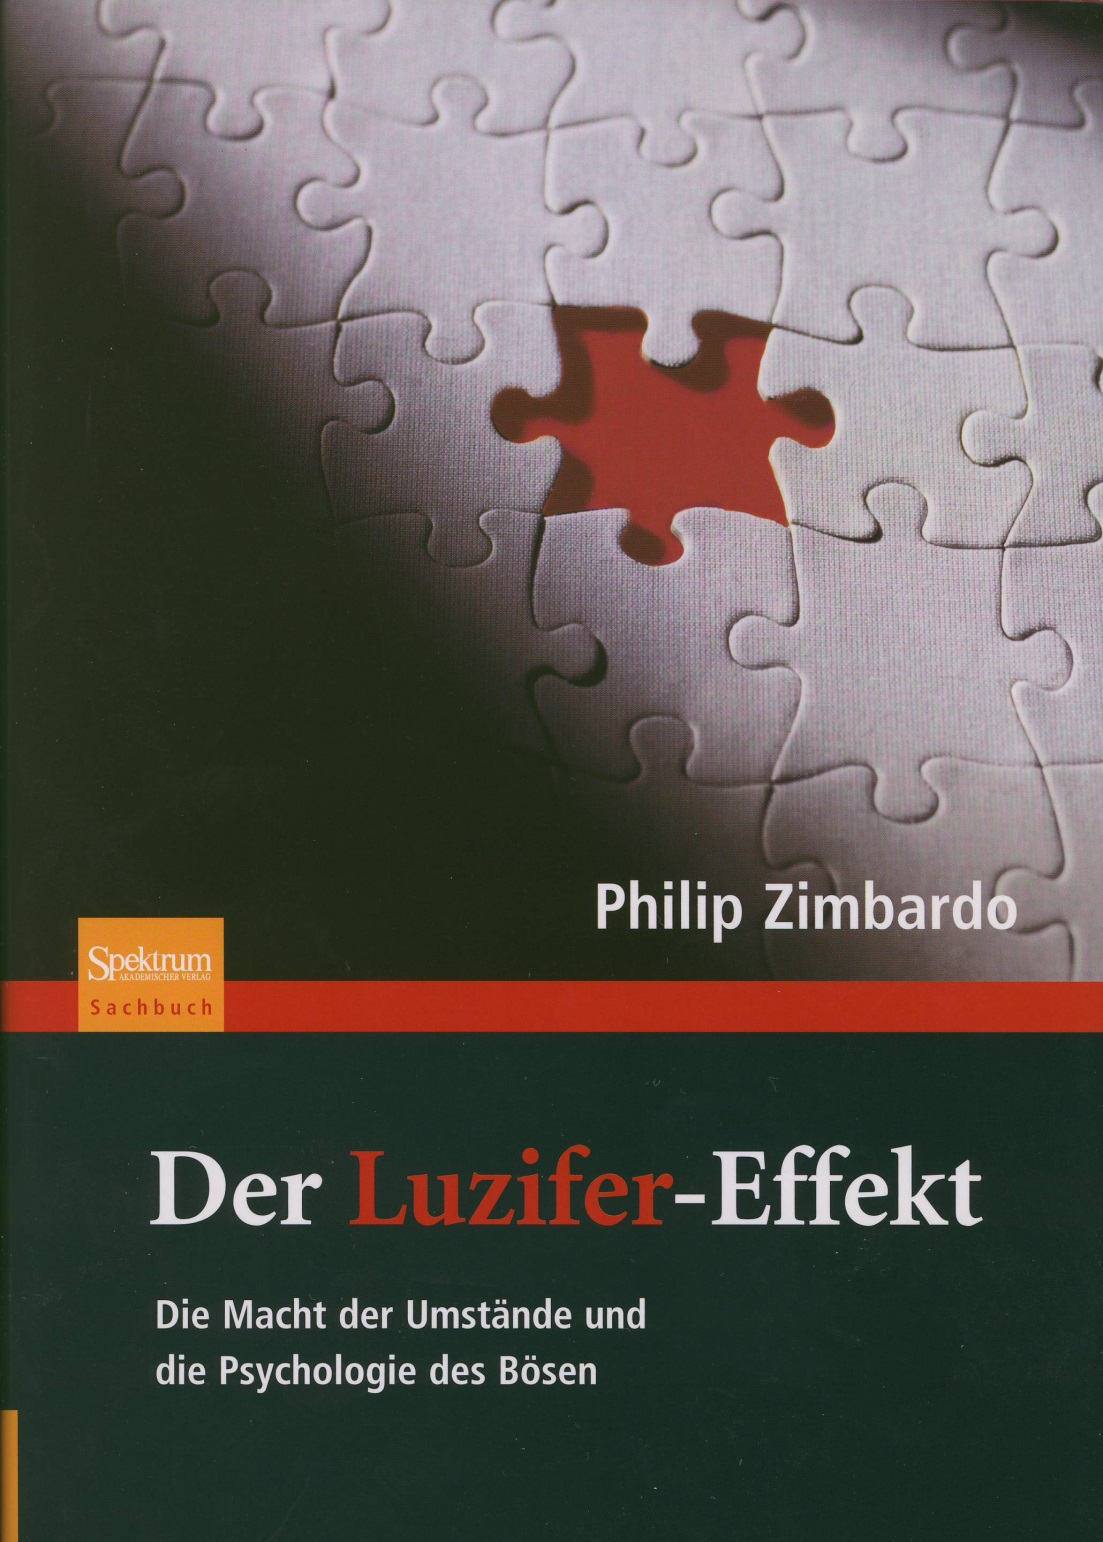 Philip Zimbardo
Spektrum
AKADEMISCHER VERLAG
Sachbuch
Der Luzifer-Effekt
Die Macht der Umstände und
die Psychologie des Bösen